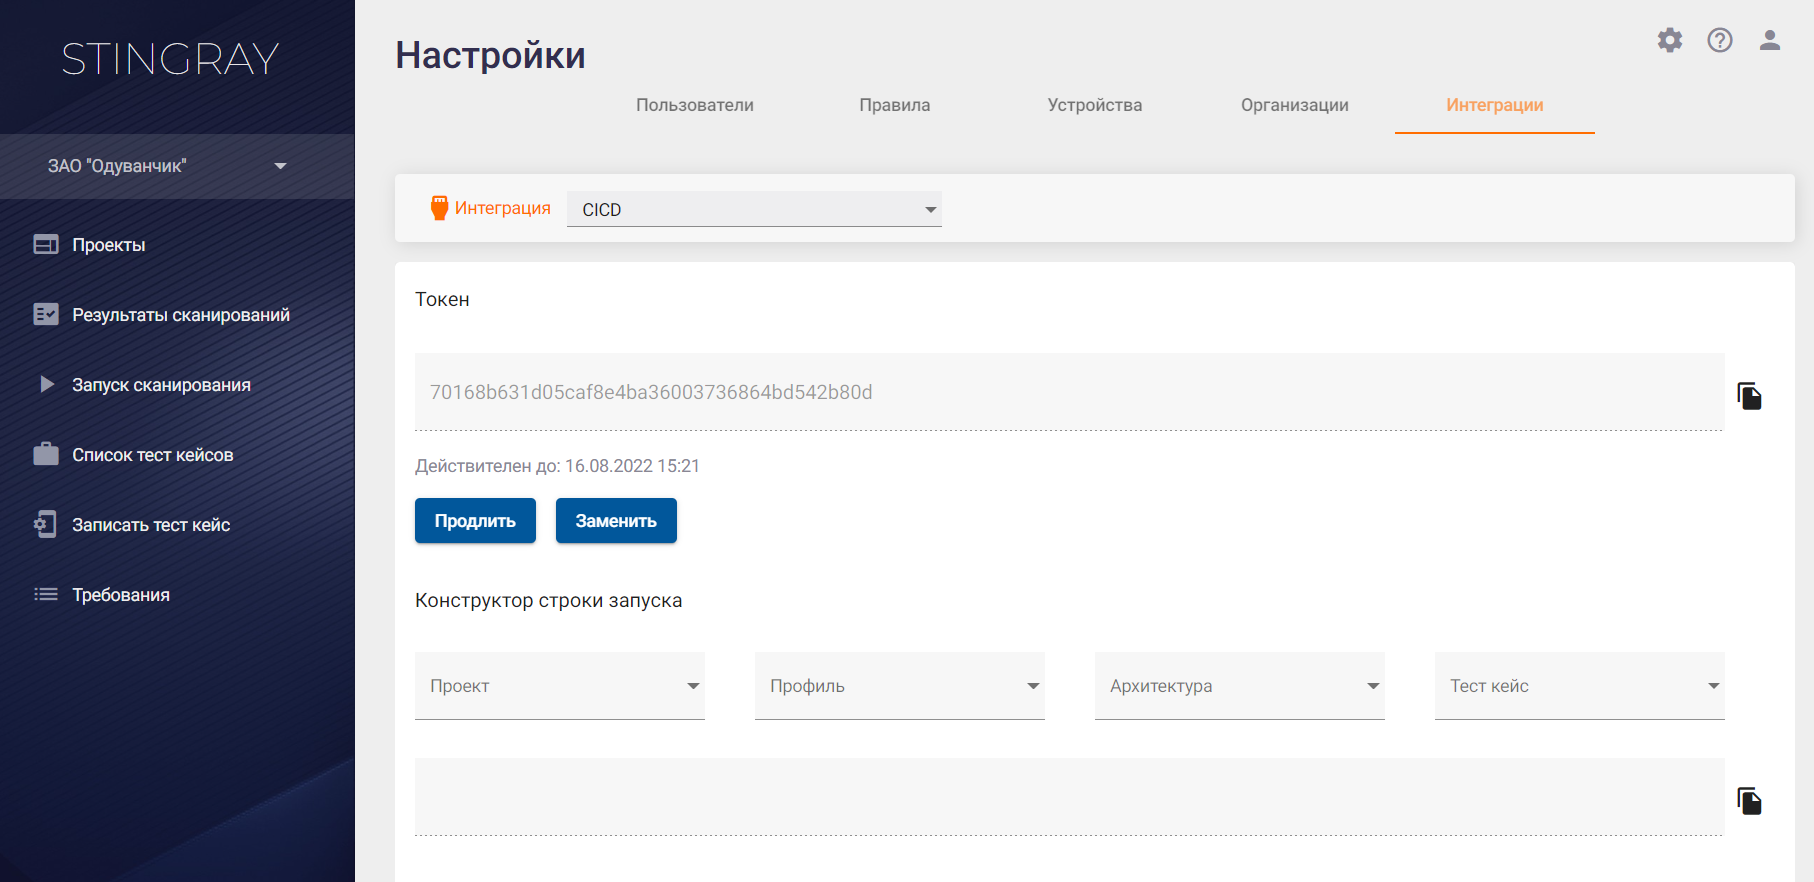 STINGRAY
ЗАО "Одуванчик"
Проекты
Результаты сканирований
Запуск сканирования
Список тест кейсов
Записать тест кейс
Требования
Настройки
Пользователи Правила Устройства Организации Интеграции
Интеграция CICD
Токен
70168b631d05caf8e4ba36003736864bd542b80d
Действителен до: 16.08.2022 15:21
Продлить Заменить
Конструктор строки запуска
Проект Профиль Архитектура Тест кейс